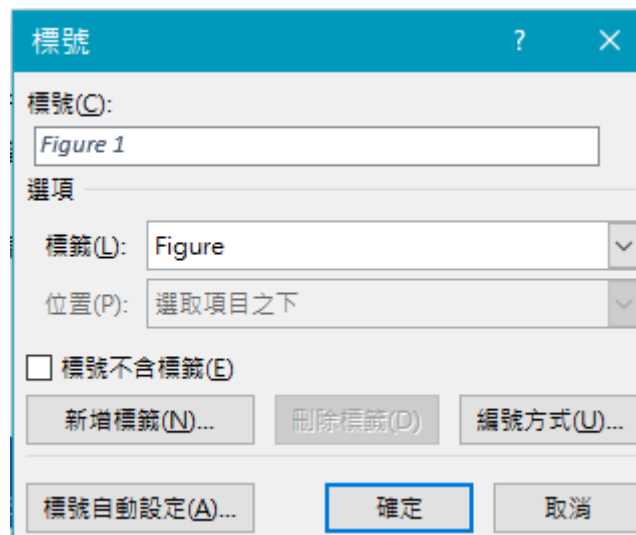 標號 ? ×
標號(C):
Figure 1
選項
標籤(L): Figure
位置(P): 選取項目之下
標號不含標籤(E)
新增標籤(N)... 刪除標籤(D) 編號方式(U)...
標號自動設定(A)... 確定 取消